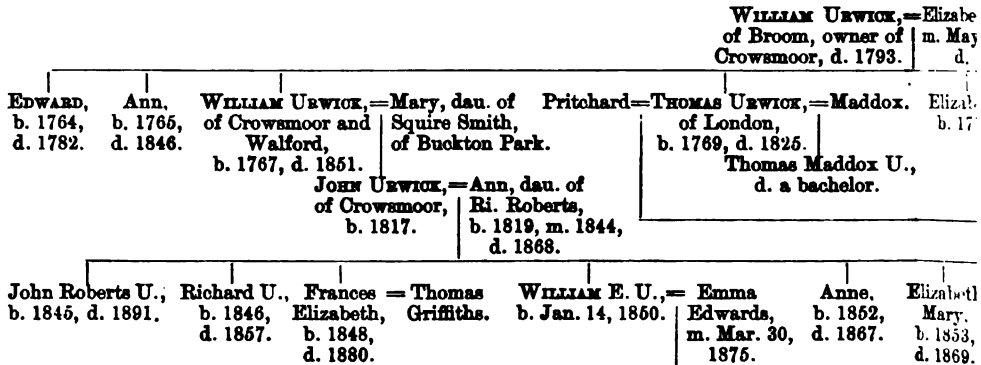 WILLIAM URWICK,=
of Broom, owner of
Crowsmoor, d. 1793.
m. May
d.
EDWARD,
b. 1764,
d. 1782.
Ann,
b. 1765,
d. 1846.
WILLIAM URWICK,=
of Crowsmoor and
Walford,
b. 1767, d. 1851.
Mary, dau. of
Squire Smith,
of Buckton Park.
Pritchard=THOMAS URWICK,=Maddox.
of London,
b. 1769, d. 1825.
Thomas Maddox U.,
d. a bachelor.
b. 17
JOHN URWICK,=
of Crowsmoor,
b. 1817.
Ann, dau. of
Ri. Roberts,
b. 1819, m. 1844,
d. 1868.
John Roberts U.,
b. 1845, d. 1891.
Richard U.,
b. 1846,
d. 1857.
Frances = Thomas
Elizabeth, Griffiths.
b. 1848,
d. 1880.
WILLIAM E. U.,=
b. Jan. 14, 1850.
Emma
Edwards,
m. Mar. 30,
1875.
Anne,
b. 1852,
d. 1867.
Elizabeth
Mary,
b. 1853,
d. 1869.